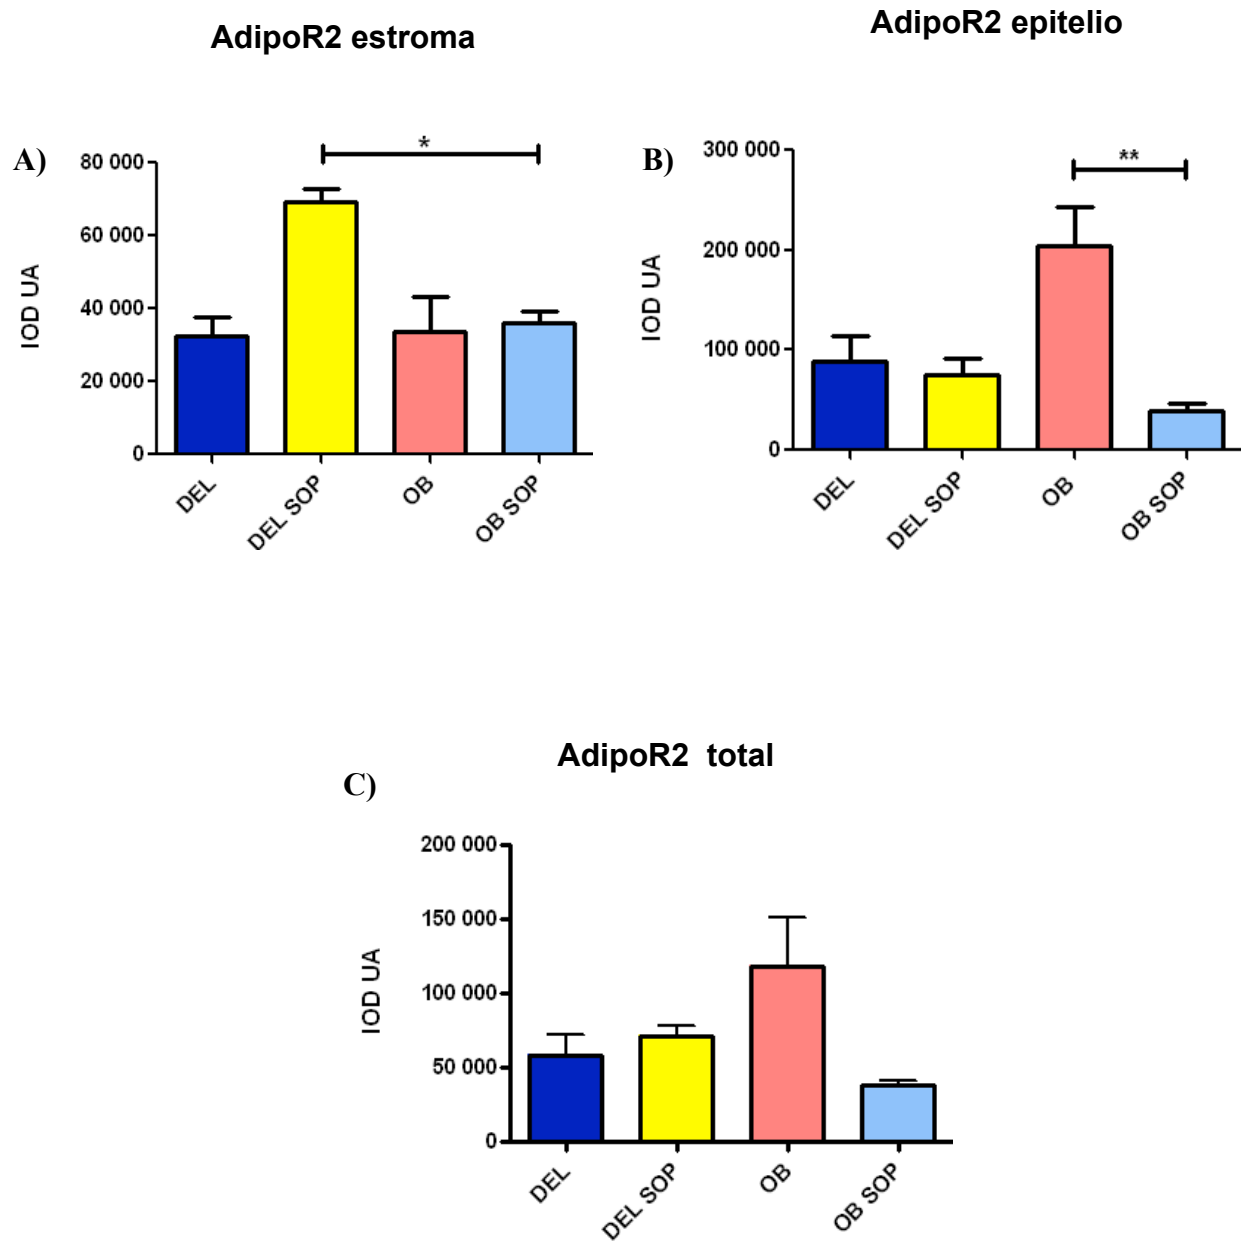 AdipoR2 estroma
AdipoR2 epitelio
A)
*
80 000
60 000
40 000
20 000
0
IOD UA
DEL
DEL SOP
OB
OB SOP
B)
**
300 000
200 000
100 000
0
IOD UA
DEL
DEL SOP
OB
OB SOP
AdipoR2 total
C)
200 000
150 000
100 000
50 000
0
IOD UA
DEL
DEL SOP
OB
OB SOP